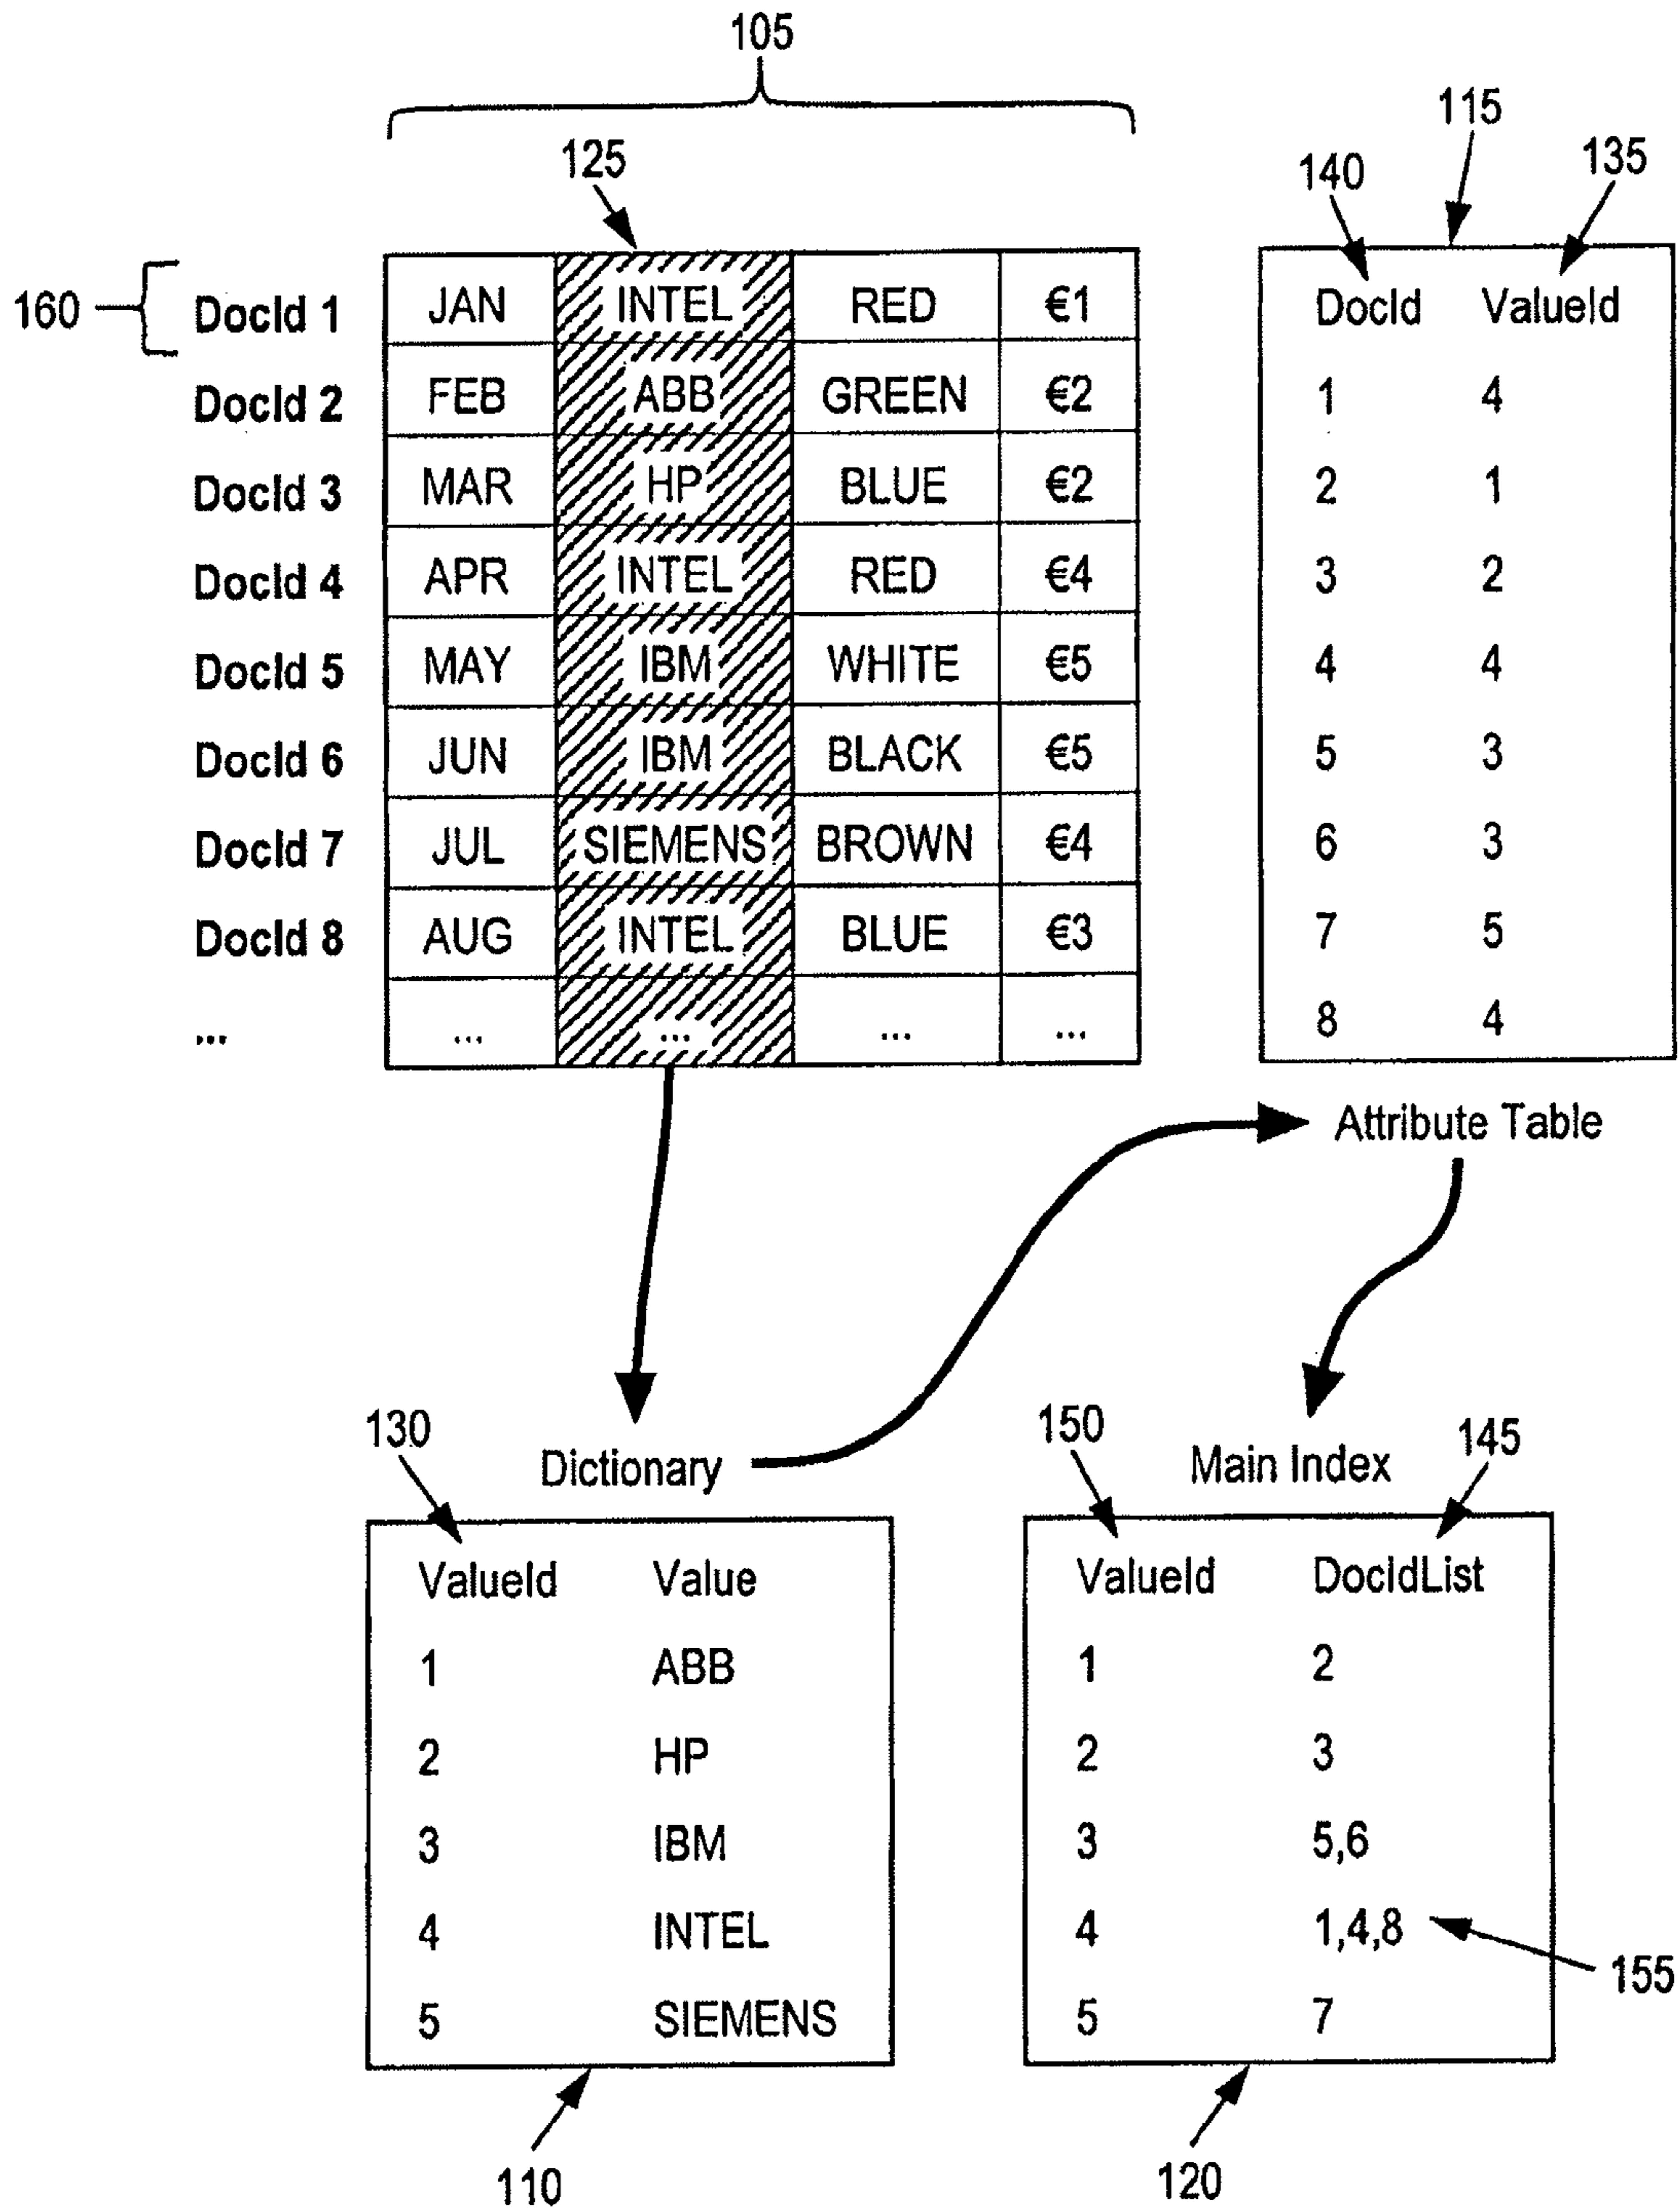 105
115
125
140
135
160
DocId 1 JAN INTEL RED €1
DocId 2 FEB ABB GREEN €2
DocId 3 MAR HP BLUE €2
DocId 4 APR INTEL RED €4
DocId 5 MAY IBM WHITE €5
DocId 6 JUN IBM BLACK €5
DocId 7 JUL SIEMENS BROWN €4
DocId 8 AUG INTEL BLUE €3
... ... ... ... ...
DocId ValueId
1 4
2 1
3 2
4 4
5 3
6 3
7 5
8 4
Attribute Table
130
Dictionary
ValueId Value
1 ABB
2 HP
3 IBM
4 INTEL
5 SIEMENS
110
150
145
Main Index
ValueId DocIdList
1 2
2 3
3 5,6
4 1,4,8
5 7
155
120